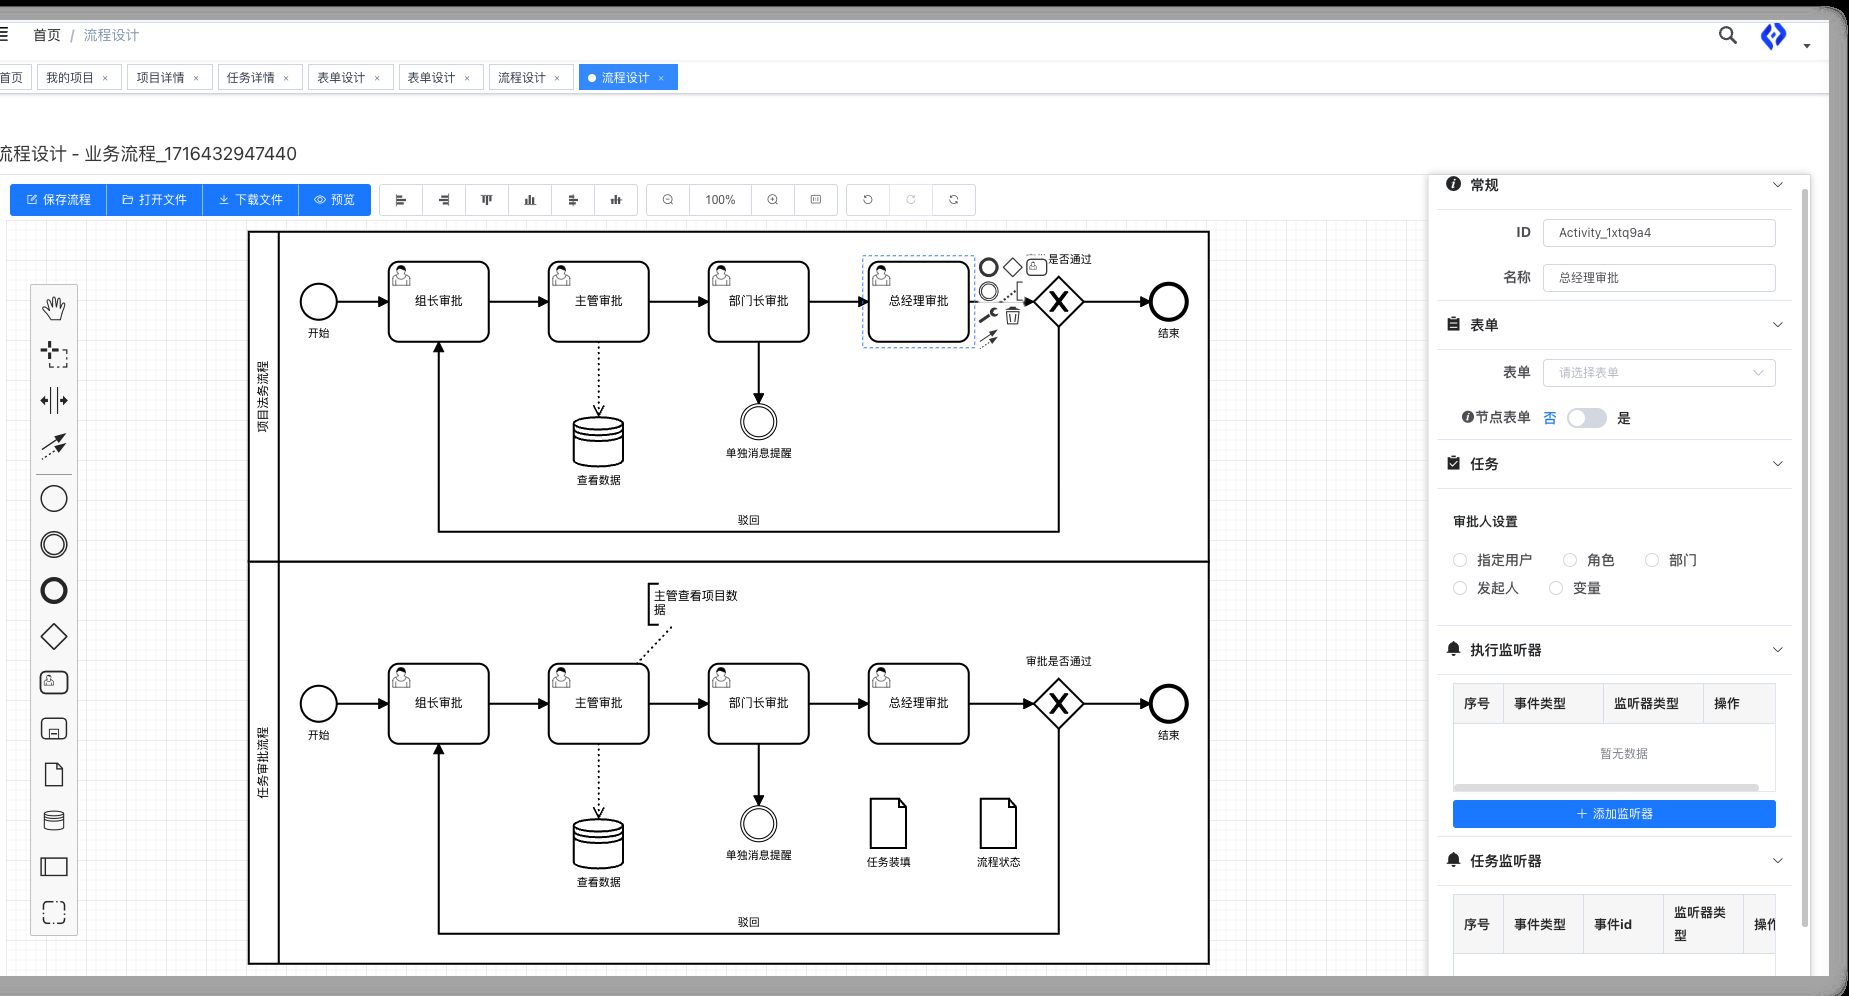 首页 / 流程设计
首页 我的项目 × 项目详情 × 任务详情 × 表单设计 × 表单设计 × 流程设计 × 流程设计 ×
流程设计 - 业务流程_1716432947440
保存流程 打开文件 下载文件 预览 100%
项目法务流程
开始
组长审批
主管审批
部门长审批
总经理审批
是否通过
结束
查看数据
单独消息提醒
驳回
任务审批流程
主管查看项目数
据
开始
组长审批
主管审批
部门长审批
总经理审批
审批是否通过
结束
查看数据
单独消息提醒
任务装填
流程状态
驳回
常规
ID Activity_1xtq9a4
名称 总经理审批
表单
表单 请选择表单
节点表单 否 是
任务
审批人设置
指定用户 角色 部门
发起人 变量
执行监听器
序号 事件类型 监听器类型 操作
暂无数据
+ 添加监听器
任务监听器
序号 事件类型 事件id 监听器类
型 操作